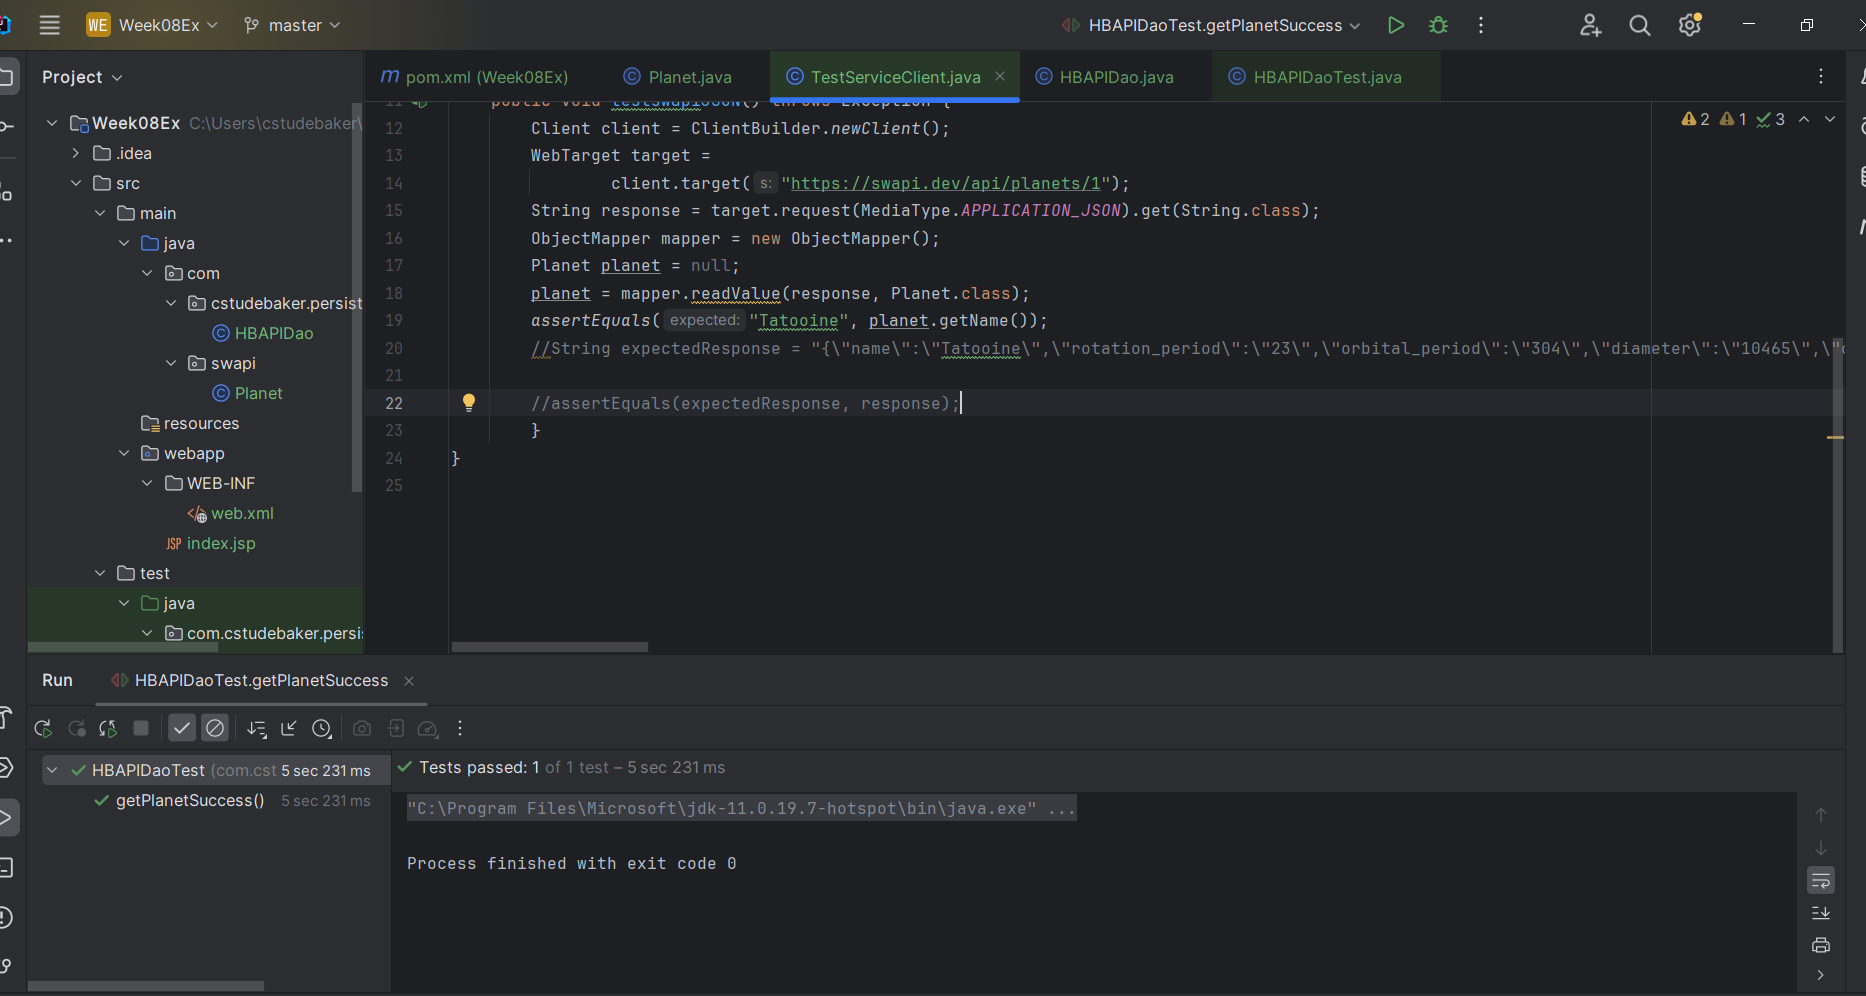 WE Week08Ex master HBAPIDaoTest.getPlanetSuccess
Project
pom.xml (Week08Ex) Planet.java TestServiceClient.java HBAPIDao.java HBAPIDaoTest.java
Week08Ex C:\Users\cstudebaker\
.idea
src
main
java
com
cstudebaker.persist
HBAPIDao
swapi
Planet
resources
webapp
WEB-INF
web.xml
JSP index.jsp
test
java
com.cstudebaker.persi
2 1 3
11 public void testswapiJSON() throws Exception {
12 Client client = ClientBuilder.newClient();
13 WebTarget target =
14 client.target( s: "https://swapi.dev/api/planets/1");
15 String response = target.request(MediaType.APPLICATION_JSON).get(String.class);
16 ObjectMapper mapper = new ObjectMapper();
17 Planet planet = null;
18 planet = mapper.readValue(response, Planet.class);
19 assertEquals( expected: "Tatooine", planet.getName());
20 //String expectedResponse = "{\"name\":\"Tatooine\",\"rotation_period\":\"23\",\"orbital_period\":\"304\",\"diameter\":\"10465\",\"
21
22 //assertEquals(expectedResponse, response);
23 }
24 }
25
Run HBAPIDaoTest.getPlanetSuccess
HBAPIDaoTest (com.cst 5 sec 231 ms
getPlanetSuccess() 5 sec 231 ms
Tests passed: 1 of 1 test – 5 sec 231 ms
"C:\Program Files\Microsoft\jdk-11.0.19.7-hotspot\bin\java.exe" ...
Process finished with exit code 0